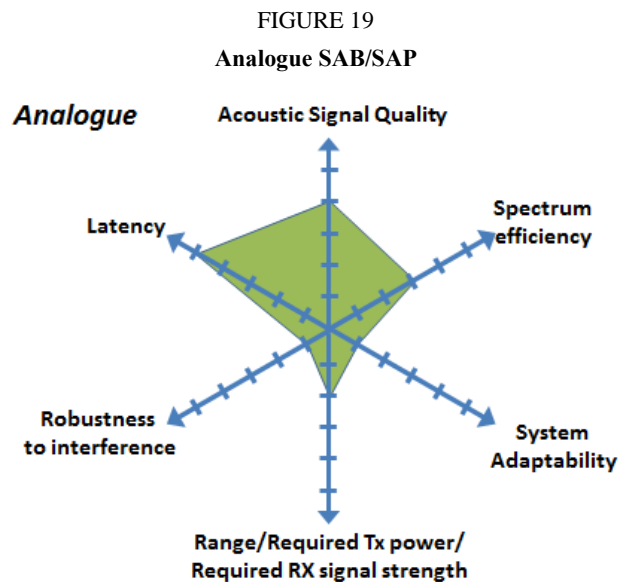 FIGURE 19
Analogue SAB/SAP
Analogue
Acoustic Signal Quality
Latency
Spectrum
efficiency
Robustness
to interference
System
Adaptability
Range/Required Tx power/
Required RX signal strength